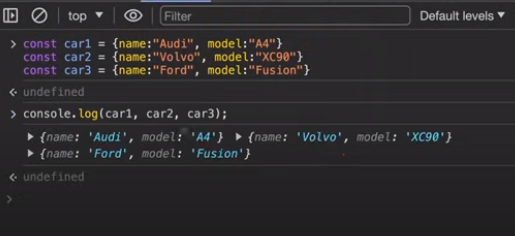 top ▼ Filter Default levels ▼
> const car1 = {name:"Audi", model:"A4"}
const car2 = {name:"Volvo", model:"XC90"}
const car3 = {name:"Ford", model:"Fusion"}
undefined
> console.log(car1, car2, car3);
▶ {name: 'Audi', model: 'A4'} ▶ {name: 'Volvo', model: 'XC90'}
▶ {name: 'Ford', model: 'Fusion'}
undefined
>